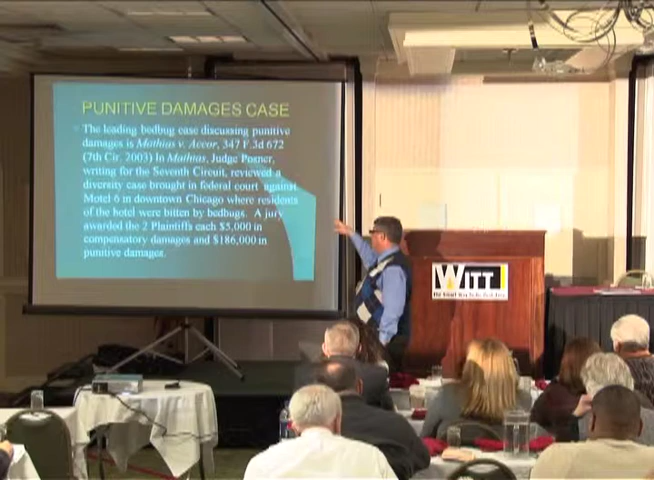 PUNITIVE DAMAGES CASE
The leading bedbug case discussing punitive
damages is Mathias v. Accor, 347 F.3d 672
(7th Cir. 2003) In Mathias, Judge Posner,
writing for the Seventh Circuit, reviewed a
diversity case brought in federal court against
Motel 6 in downtown Chicago where residents
of the hotel were bitten by bedbugs. A jury
awarded the 2 Plaintiffs each $5,000 in
compensatory damages and $186,000 in
punitive damages.
WITT